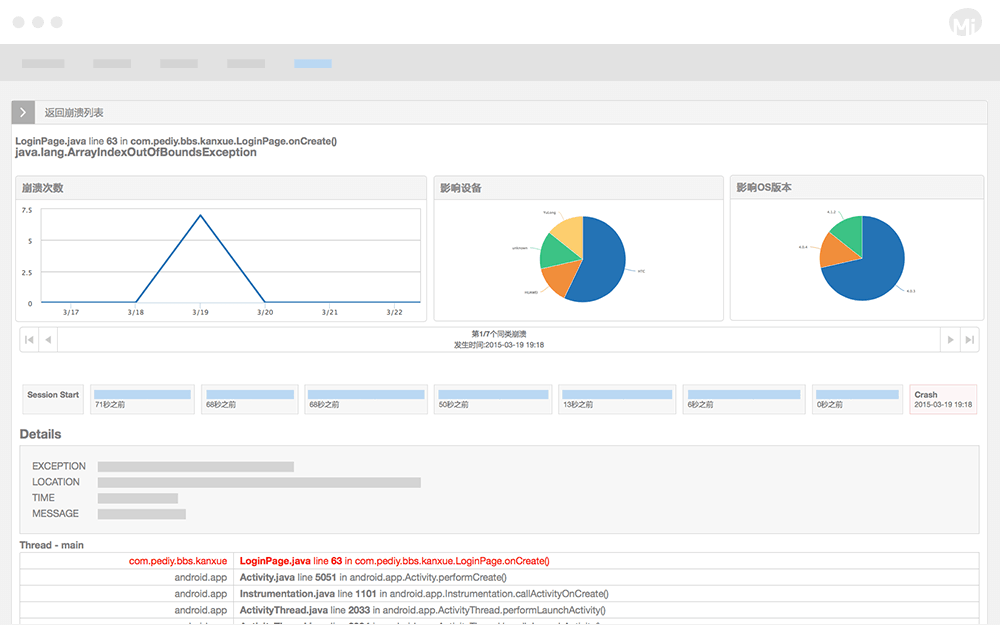 Mi
返回崩溃列表
LoginPage.java line 63 in com.pediy.bbs.kanxue.LoginPage.onCreate()
java.lang.ArrayIndexOutOfBoundsException
崩溃次数
7.5
5
2.5
0
3/17 3/18 3/19 3/20 3/21 3/22
影响设备
unknown
HTC
影响OS版本
4.1.2
4.0.4
4.0.3
第1/7个同类崩溃
发生时间:2015-03-19 19:18
Session Start
71秒之前
68秒之前
68秒之前
50秒之前
13秒之前
6秒之前
0秒之前
Crash
2015-03-19 19:18
Details
EXCEPTION
LOCATION
TIME
MESSAGE
Thread - main
com.pediy.bbs.kanxue LoginPage.java line 63 in com.pediy.bbs.kanxue.LoginPage.onCreate()
android.app Activity.java line 5051 in android.app.Activity.performCreate()
android.app Instrumentation.java line 1101 in android.app.Instrumentation.callActivityOnCreate()
android.app ActivityThread.java line 2033 in android.app.ActivityThread.performLaunchActivity()